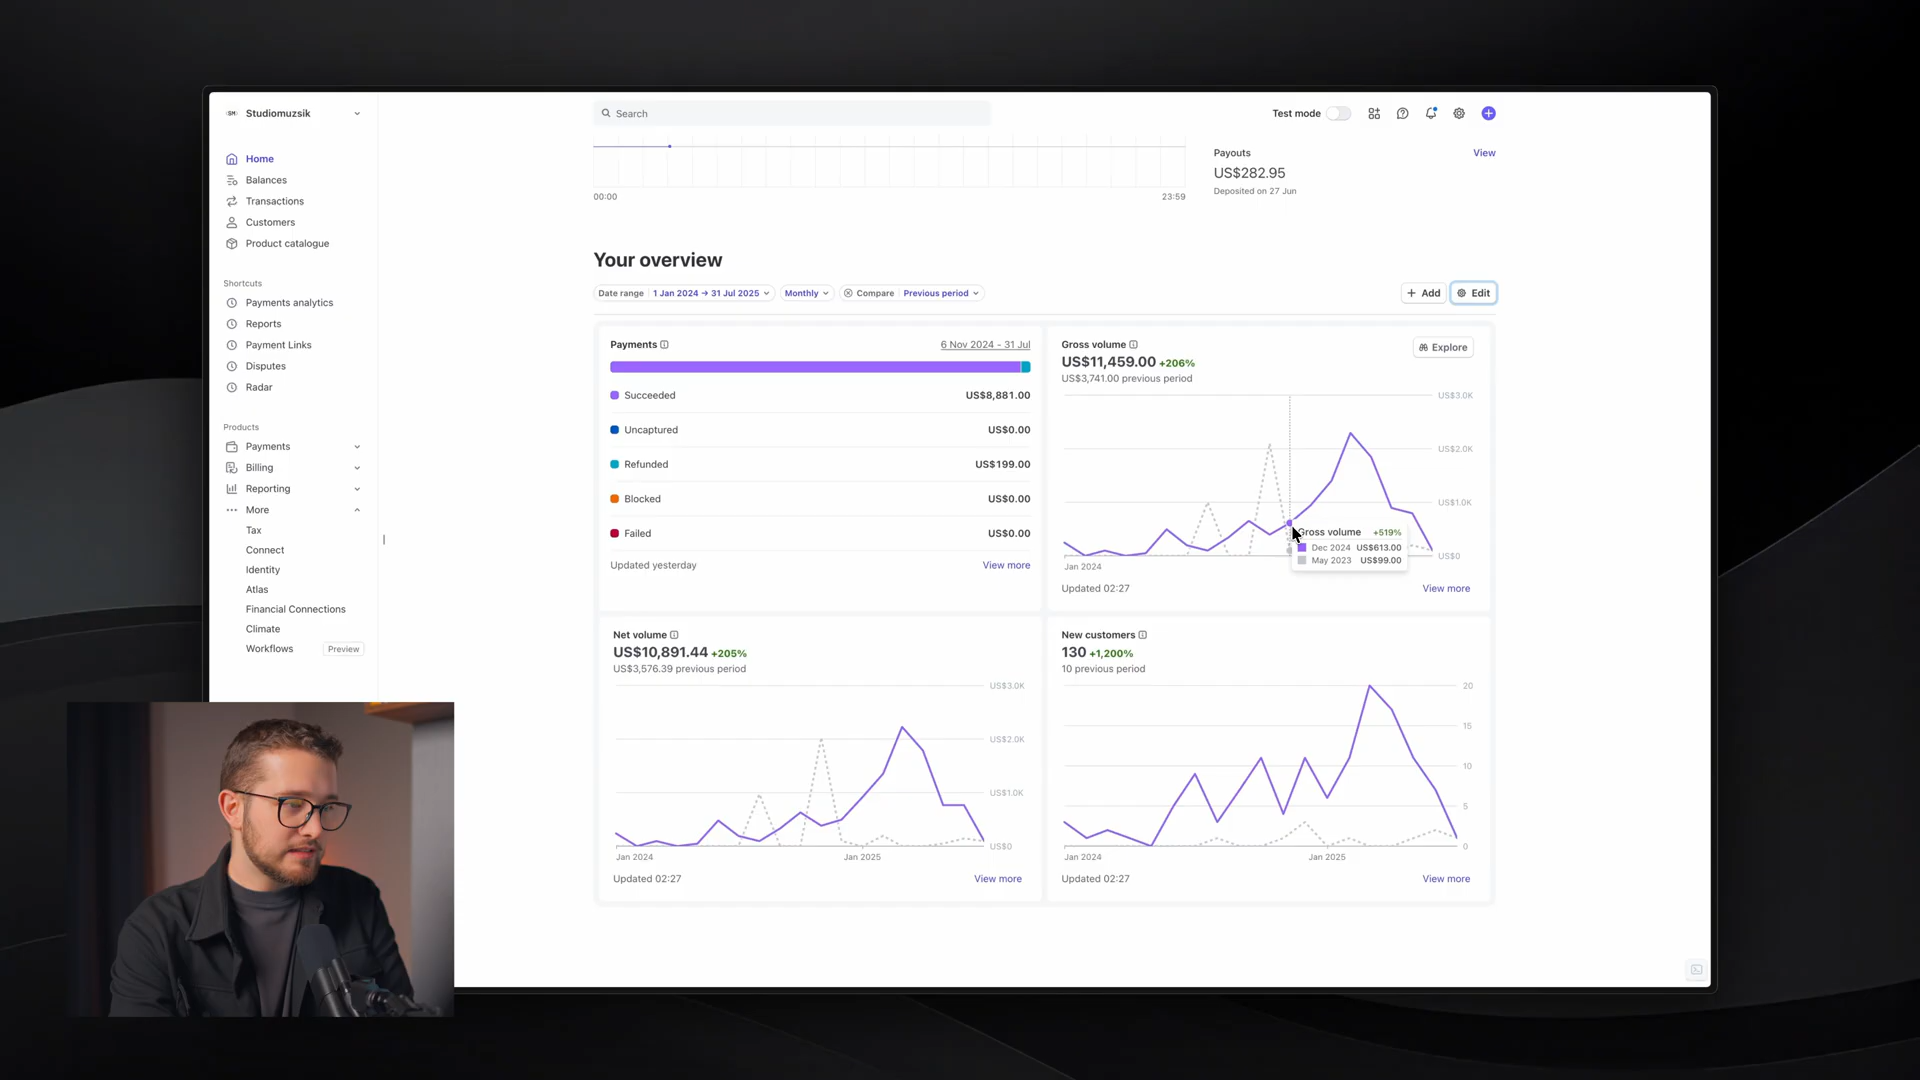 SM Studiomuzsik
Search
Test mode
Home
Balances
Transactions
Customers
Product catalogue
Shortcuts
Payments analytics
Reports
Payment Links
Disputes
Radar
Products
Payments
Billing
Reporting
More
Tax
Connect
Identity
Atlas
Financial Connections
Climate
Workflows Preview
00:00 23:59
Payouts View
US$282.95
Deposited on 27 Jun
Your overview
Date range 1 Jan 2024 → 31 Jul 2025 Monthly Compare Previous period
+ Add Edit
Payments 6 Nov 2024 – 31 Jul
Succeeded US$8,881.00
Uncaptured US$0.00
Refunded US$199.00
Blocked US$0.00
Failed US$0.00
Updated yesterday View more
Gross volume Explore
US$11,459.00 +206%
US$3,741.00 previous period
US$3.0K
US$2.0K
US$1.0K
US$0
Gross volume +519%
Dec 2024 US$613.00
May 2023 US$99.00
Jan 2024
Updated 02:27 View more
Net volume
US$10,891.44 +205%
US$3,576.39 previous period
US$3.0K
US$2.0K
US$1.0K
US$0
Jan 2024 Jan 2025
Updated 02:27 View more
New customers
130 +1,200%
10 previous period
20
15
10
5
0
Jan 2024 Jan 2025
Updated 02:27 View more